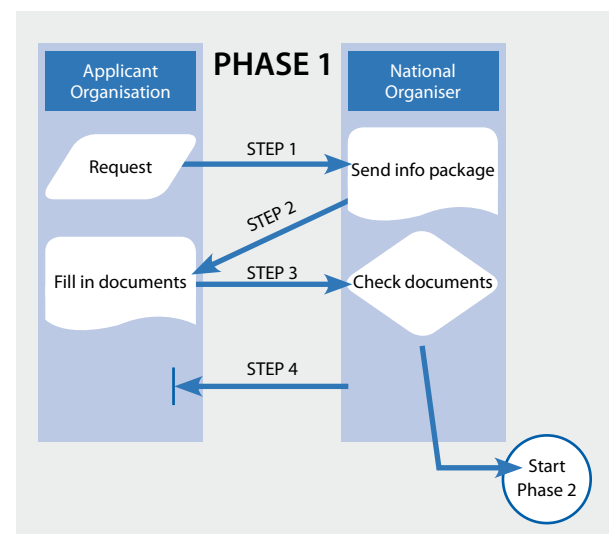 PHASE 1
Applicant
Organisation
National
Organiser
Request
STEP 1
Send info package
STEP 2
Fill in documents
STEP 3
Check documents
STEP 4
Start
Phase 2